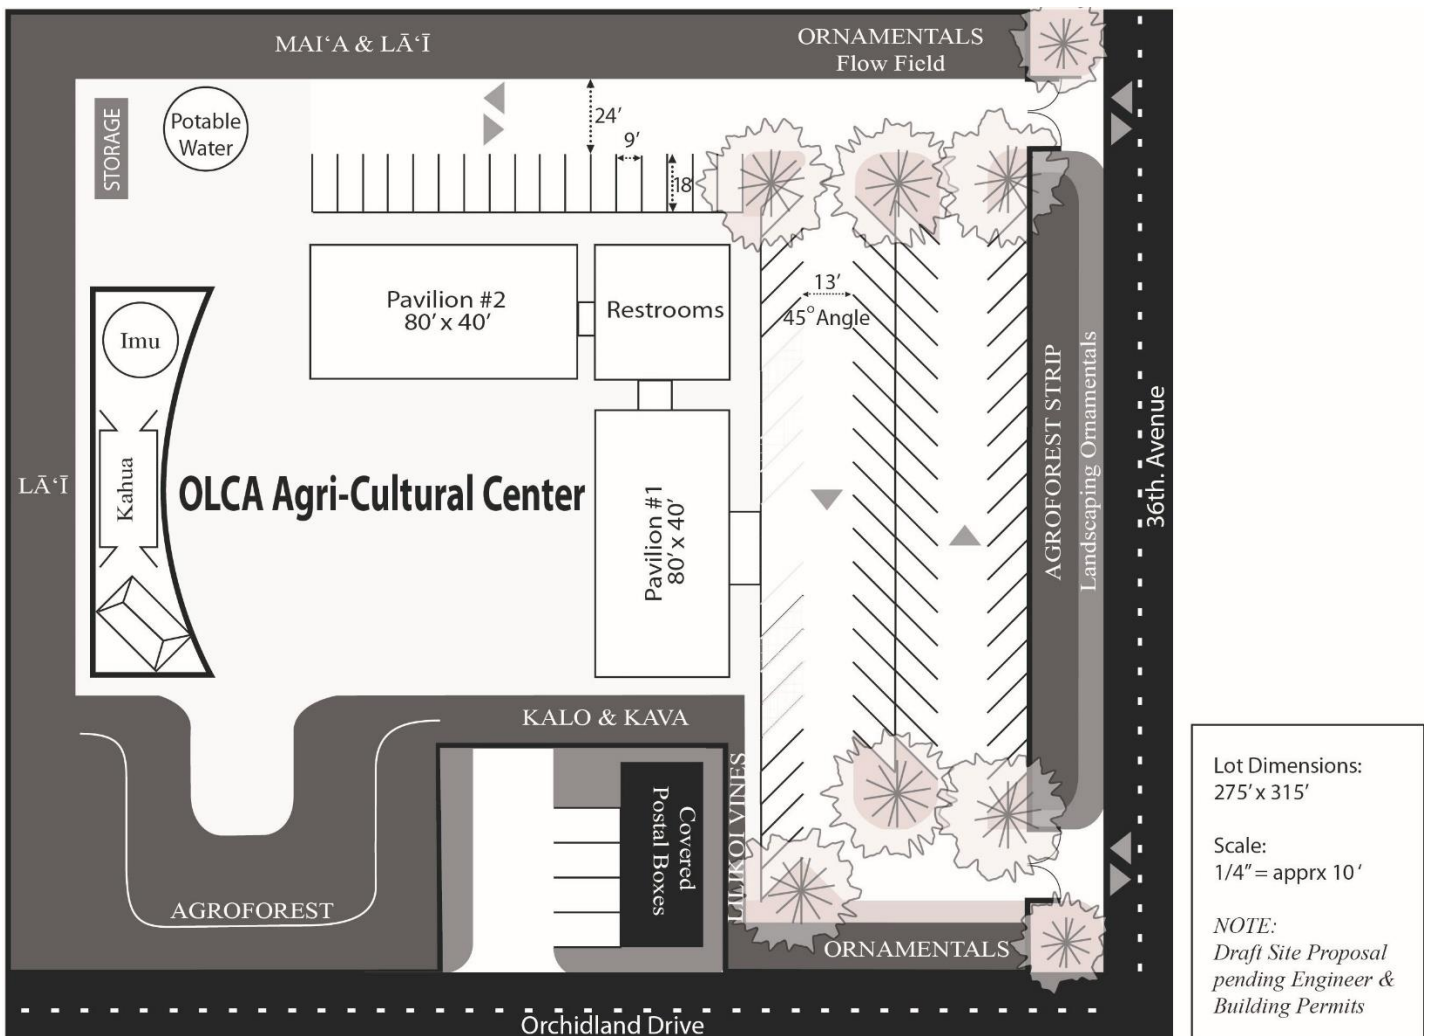 MAI‘A & LĀ‘Ī
ORNAMENTALS
Flow Field
STORAGE
Potable
Water
24’
9’
18’
Pavilion #2
80’ x 40’
Restrooms
13’
45° Angle
Imu
Kahua
LĀ‘Ī
OLCA Agri-Cultural Center
Pavilion #1
80’ x 40’
AGROFOREST STRIP
Landscaping Ornamentals
36th. Avenue
KALO & KAVA
LILIKOI VINES
Covered
Postal Boxes
AGROFOREST
ORNAMENTALS
Orchidland Drive
Lot Dimensions:
275’ x 315’
Scale:
1/4” = apprx 10 ‘
NOTE:
Draft Site Proposal
pending Engineer &
Building Permits